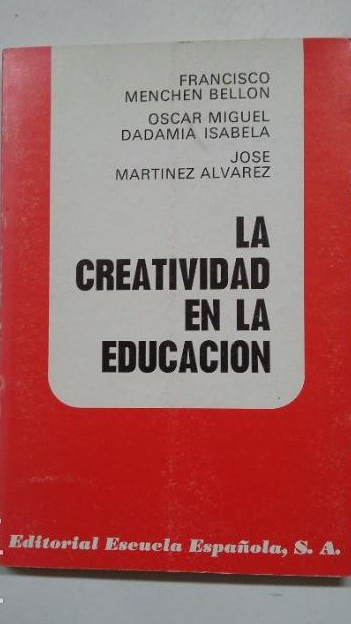 FRANCISCO
MENCHEN BELLON
OSCAR MIGUEL
DADAMIA ISABELA
JOSE
MARTINEZ ALVAREZ
LA
CREATIVIDAD
EN LA
EDUCACION
Editorial Escuela Española, S. A.